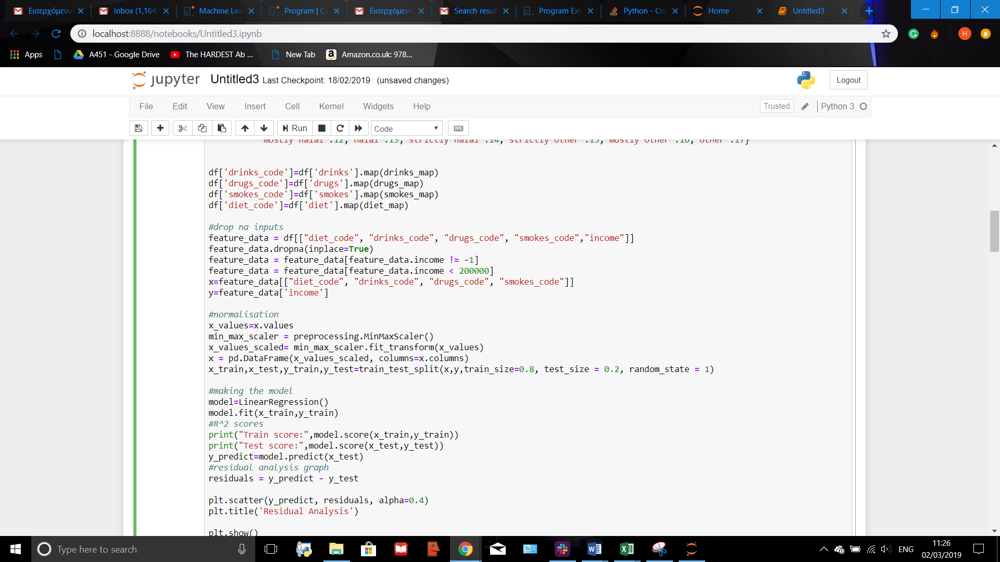 Εισερχόμενο
Inbox (1,164
Machine Lea
Program | Co
Εισερχόμενο
Search resul
Program Ext
Python - Cre
Home
Untitled3
localhost:8888/notebooks/Untitled3.ipynb
Apps
A451 - Google Drive
The HARDEST Ab ...
New Tab
Amazon.co.uk: 978...
jupyter Untitled3 Last Checkpoint: 18/02/2019 (unsaved changes)
Logout
File Edit View Insert Cell Kernel Widgets Help
Trusted Python 3
Run Code
mostly halal':12, 'halal':13, 'strictly halal':14, 'strictly other':15, 'mostly other':16, 'other':17}
df['drinks_code']=df['drinks'].map(drinks_map)
df['drugs_code']=df['drugs'].map(drugs_map)
df['smokes_code']=df['smokes'].map(smokes_map)
df['diet_code']=df['diet'].map(diet_map)
#drop na inputs
feature_data = df[["diet_code", "drinks_code", "drugs_code", "smokes_code","income"]]
feature_data.dropna(inplace=True)
feature_data = feature_data[feature_data.income != -1]
feature_data = feature_data[feature_data.income < 200000]
x=feature_data[["diet_code", "drinks_code", "drugs_code", "smokes_code"]]
y=feature_data['income']
#normalisation
x_values=x.values
min_max_scaler = preprocessing.MinMaxScaler()
x_values_scaled= min_max_scaler.fit_transform(x_values)
x = pd.DataFrame(x_values_scaled, columns=x.columns)
x_train,x_test,y_train,y_test=train_test_split(x,y,train_size=0.8, test_size = 0.2, random_state = 1)
#making the model
model=LinearRegression()
model.fit(x_train,y_train)
#R^2 scores
print("Train score:",model.score(x_train,y_train))
print("Test score:",model.score(x_test,y_test))
y_predict=model.predict(x_test)
#residual analysis graph
residuals = y_predict - y_test
plt.scatter(y_predict, residuals, alpha=0.4)
plt.title('Residual Analysis')
plt.show()
Type here to search
ENG
11:26
02/03/2019